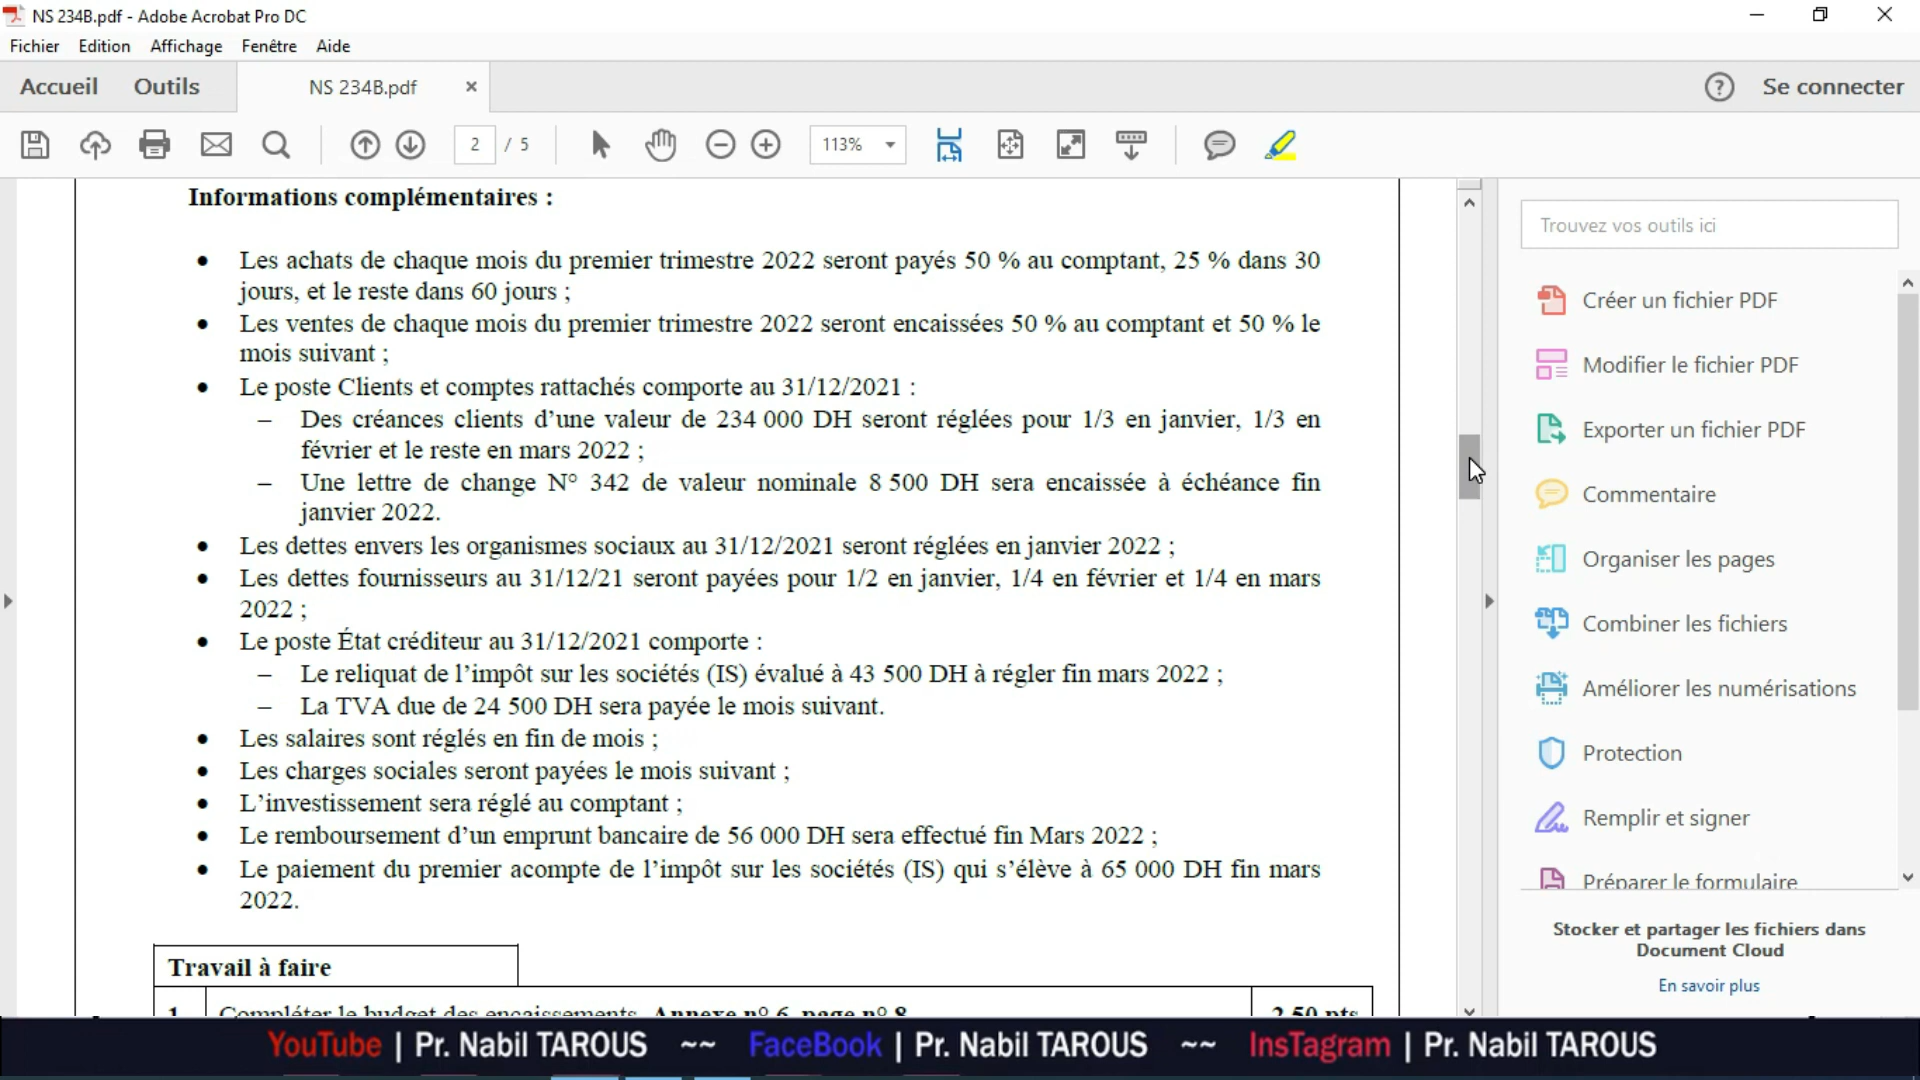 NS 234B.pdf - Adobe Acrobat Pro DC
Fichier Edition Affichage Fenêtre Aide
Accueil Outils NS 234B.pdf × ? Se connecter
2 / 5 113%
Informations complémentaires :
• Les achats de chaque mois du premier trimestre 2022 seront payés 50 % au comptant, 25 % dans 30
jours, et le reste dans 60 jours ;
• Les ventes de chaque mois du premier trimestre 2022 seront encaissées 50 % au comptant et 50 % le
mois suivant ;
• Le poste Clients et comptes rattachés comporte au 31/12/2021 :
– Des créances clients d’une valeur de 234 000 DH seront réglées pour 1/3 en janvier, 1/3 en
février et le reste en mars 2022 ;
– Une lettre de change N° 342 de valeur nominale 8 500 DH sera encaissée à échéance fin
janvier 2022.
• Les dettes envers les organismes sociaux au 31/12/2021 seront réglées en janvier 2022 ;
• Les dettes fournisseurs au 31/12/21 seront payées pour 1/2 en janvier, 1/4 en février et 1/4 en mars
2022 ;
• Le poste État créditeur au 31/12/2021 comporte :
– Le reliquat de l’impôt sur les sociétés (IS) évalué à 43 500 DH à régler fin mars 2022 ;
– La TVA due de 24 500 DH sera payée le mois suivant.
• Les salaires sont réglés en fin de mois ;
• Les charges sociales seront payées le mois suivant ;
• L’investissement sera réglé au comptant ;
• Le remboursement d’un emprunt bancaire de 56 000 DH sera effectué fin Mars 2022 ;
• Le paiement du premier acompte de l’impôt sur les sociétés (IS) qui s’élève à 65 000 DH fin mars
2022.
Travail à faire
1 Compléter le budget des encaissements Annexe n° 6, page n° 8 2,50 pts
Trouvez vos outils ici
Créer un fichier PDF
Modifier le fichier PDF
Exporter un fichier PDF
Commentaire
Organiser les pages
Combiner les fichiers
Améliorer les numérisations
Protection
Remplir et signer
Préparer le formulaire
Stocker et partager les fichiers dans
Document Cloud
En savoir plus
YouTube | Pr. Nabil TAROUS ~~ FaceBook | Pr. Nabil TAROUS ~~ InsTagram | Pr. Nabil TAROUS